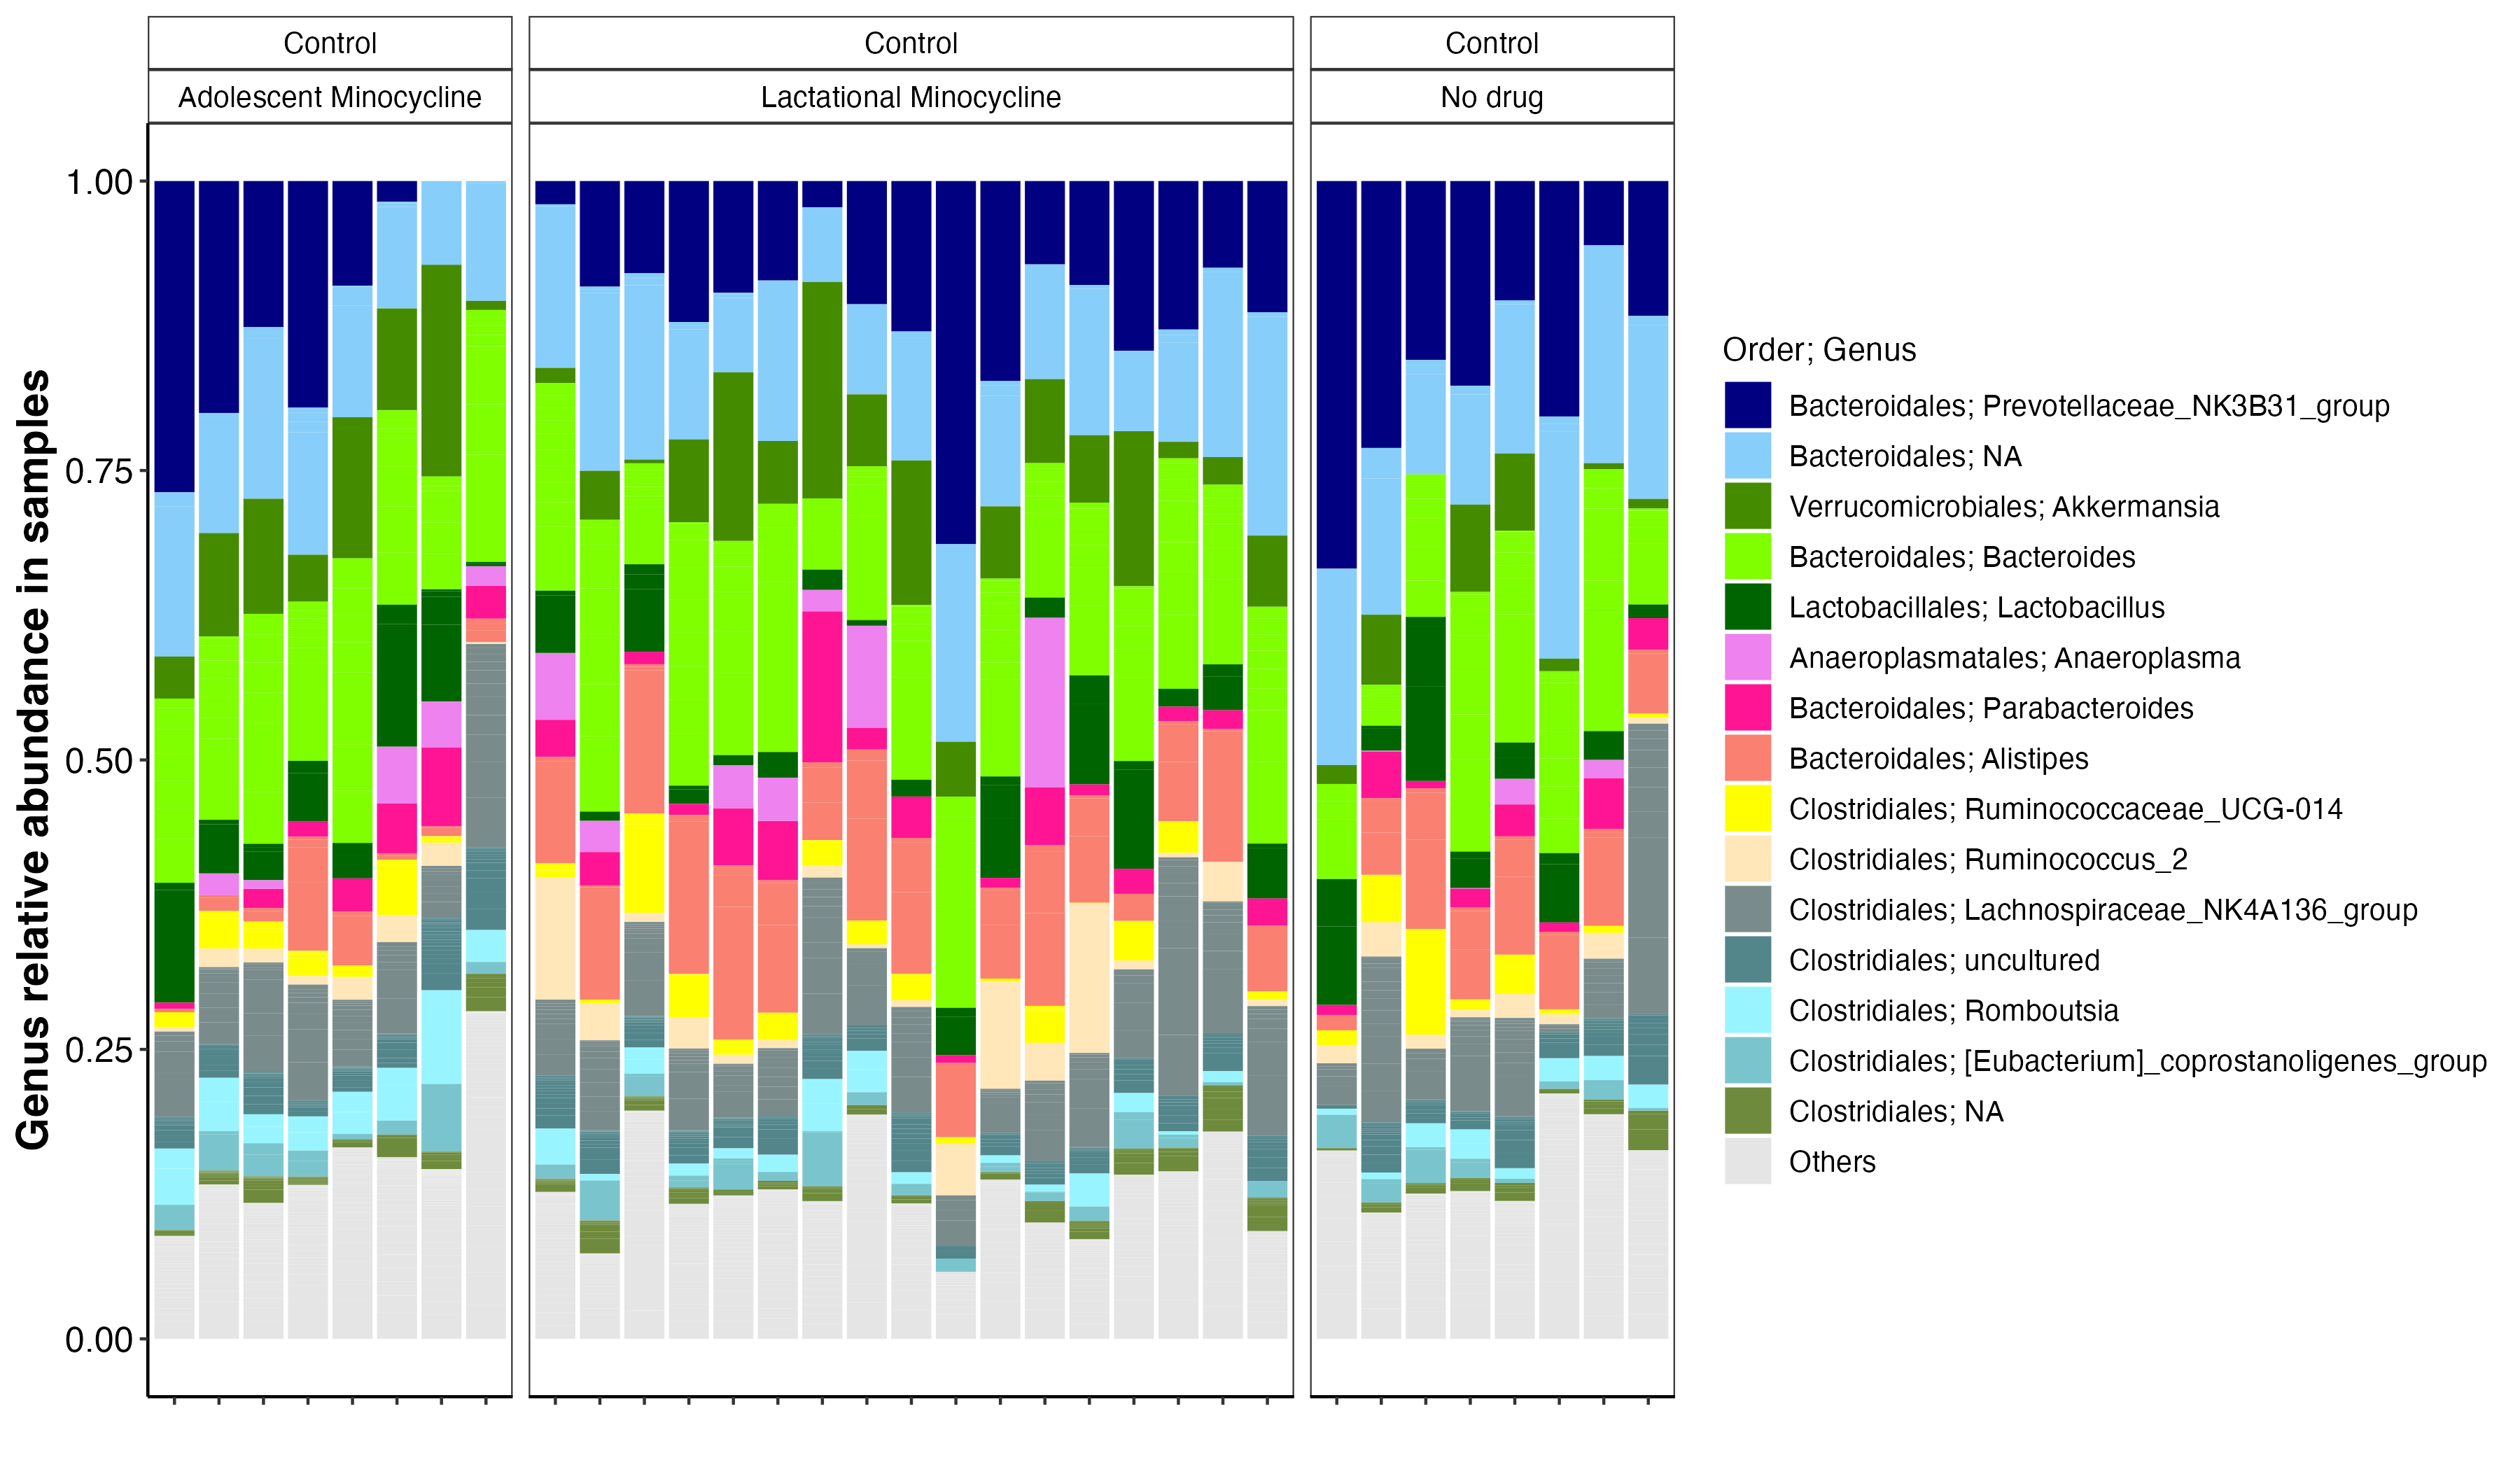 Control
Control
Control
Adolescent Minocycline
Lactational Minocycline
No drug
Genus relative abundance in samples
1.00
0.75
0.50
0.25
0.00
Order; Genus
Bacteroidales; Prevotellaceae_NK3B31_group
Bacteroidales; NA
Verrucomicrobiales; Akkermansia
Bacteroidales; Bacteroides
Lactobacillales; Lactobacillus
Anaeroplasmatales; Anaeroplasma
Bacteroidales; Parabacteroides
Bacteroidales; Alistipes
Clostridiales; Ruminococcaceae_UCG-014
Clostridiales; Ruminococcus_2
Clostridiales; Lachnospiraceae_NK4A136_group
Clostridiales; uncultured
Clostridiales; Romboutsia
Clostridiales; [Eubacterium]_coprostanoligenes_group
Clostridiales; NA
Others